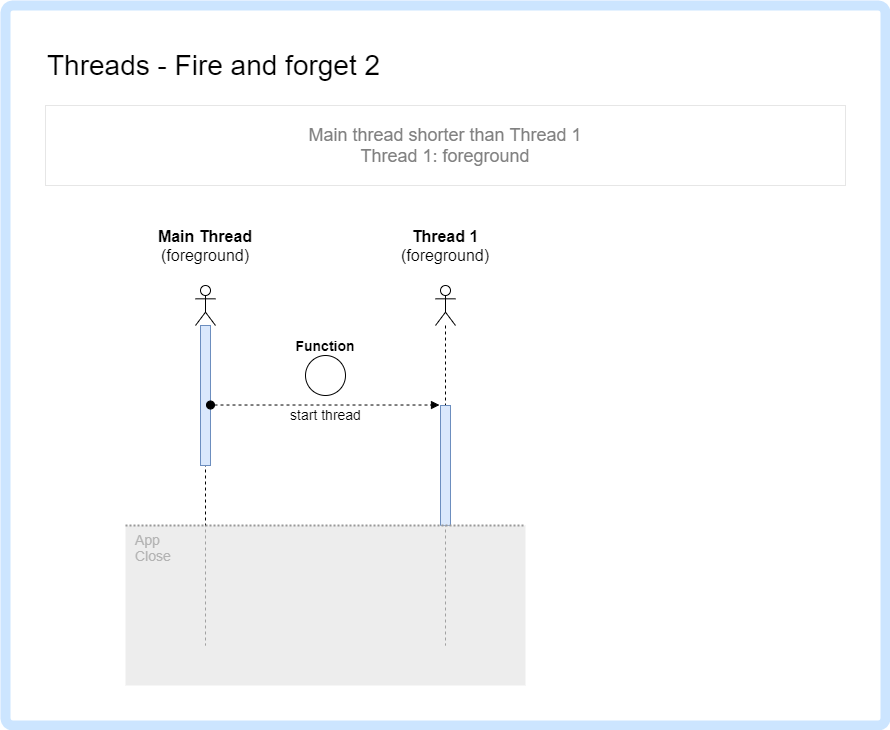 Threads - Fire and forget 2
Main thread shorter than Thread 1
Thread 1: foreground
Main Thread
(foreground)
Thread 1
(foreground)
Function
start thread
App
Close